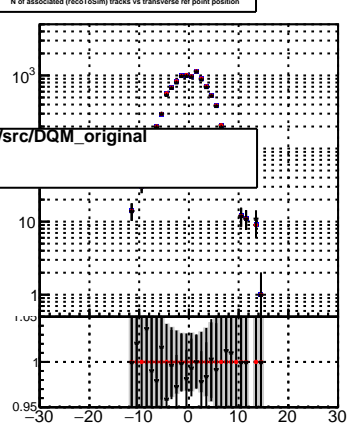 N of associated (recoToSim) tracks vs transverse ref point position
10³
/src/DQM_original
10
1
1.05
1
0.95
−30 −20 −10 0 10 20 30